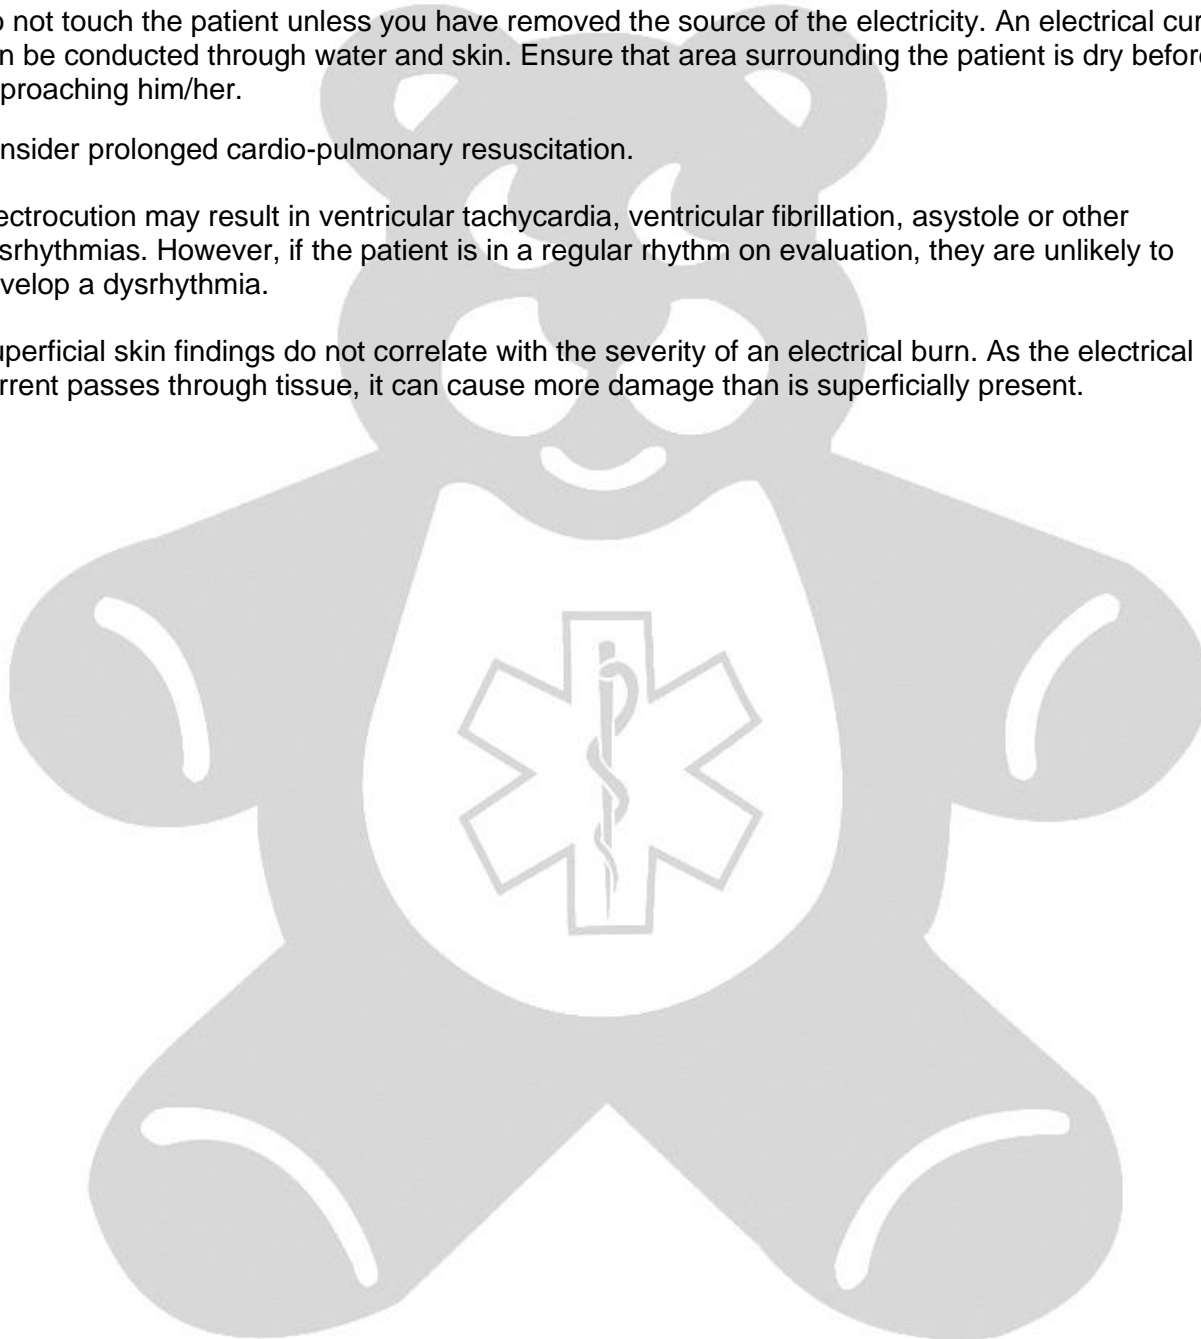 o not touch the patient unless you have removed the source of the electricity. An electrical cur
n be conducted through water and skin. Ensure that area surrounding the patient is dry before
proaching him/her.
nsider prolonged cardio-pulmonary resuscitation.
ectrocution may result in ventricular tachycardia, ventricular fibrillation, asystole or other
srhythmias. However, if the patient is in a regular rhythm on evaluation, they are unlikely to
velop a dysrhythmia.
uperficial skin findings do not correlate with the severity of an electrical burn. As the electrical
rrent passes through tissue, it can cause more damage than is superficially present.